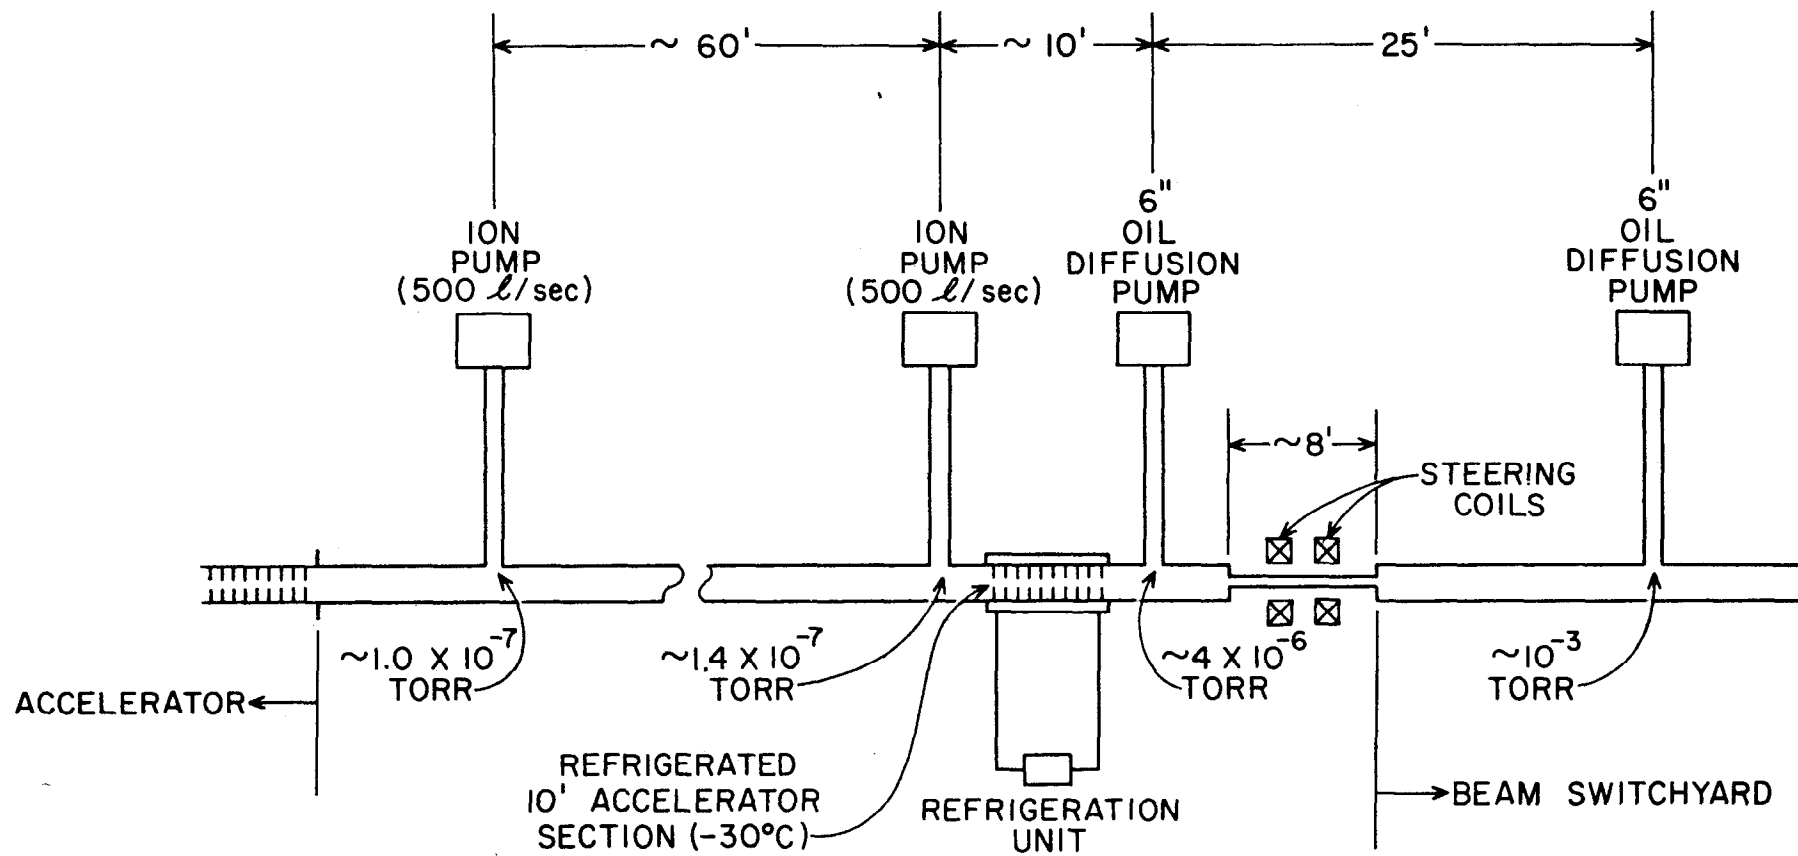 ~ 60'
~ 10'
25'
ION
PUMP
(500 ℓ/sec)
ION
PUMP
(500 ℓ/sec)
6"
OIL
DIFFUSION
PUMP
6"
OIL
DIFFUSION
PUMP
~8'
STEERING
COILS
~1.0 X 10⁻⁷
TORR
~1.4 X 10⁻⁷
TORR
~4 X 10⁻⁶
TORR
~10⁻³
TORR
ACCELERATOR
REFRIGERATED
10' ACCELERATOR
SECTION (-30°C)
REFRIGERATION
UNIT
BEAM SWITCHYARD